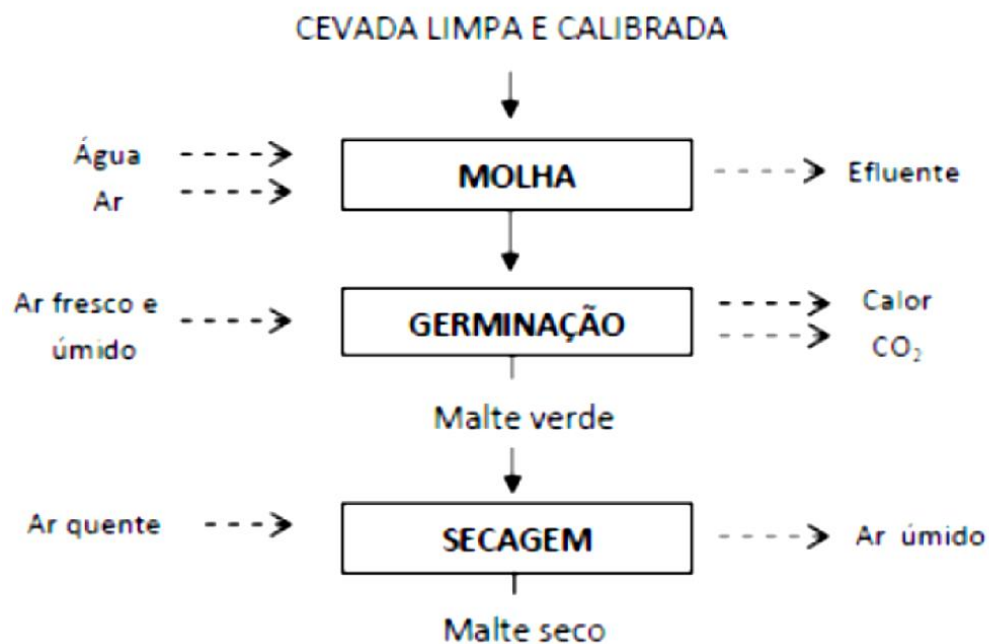 CEVADA LIMPA E CALIBRADA
Água
Ar
MOLHA
Efluente
Ar fresco e
úmido
GERMINAÇÃO
Calor
CO₂
Malte verde
Ar quente
SECAGEM
Ar úmido
Malte seco